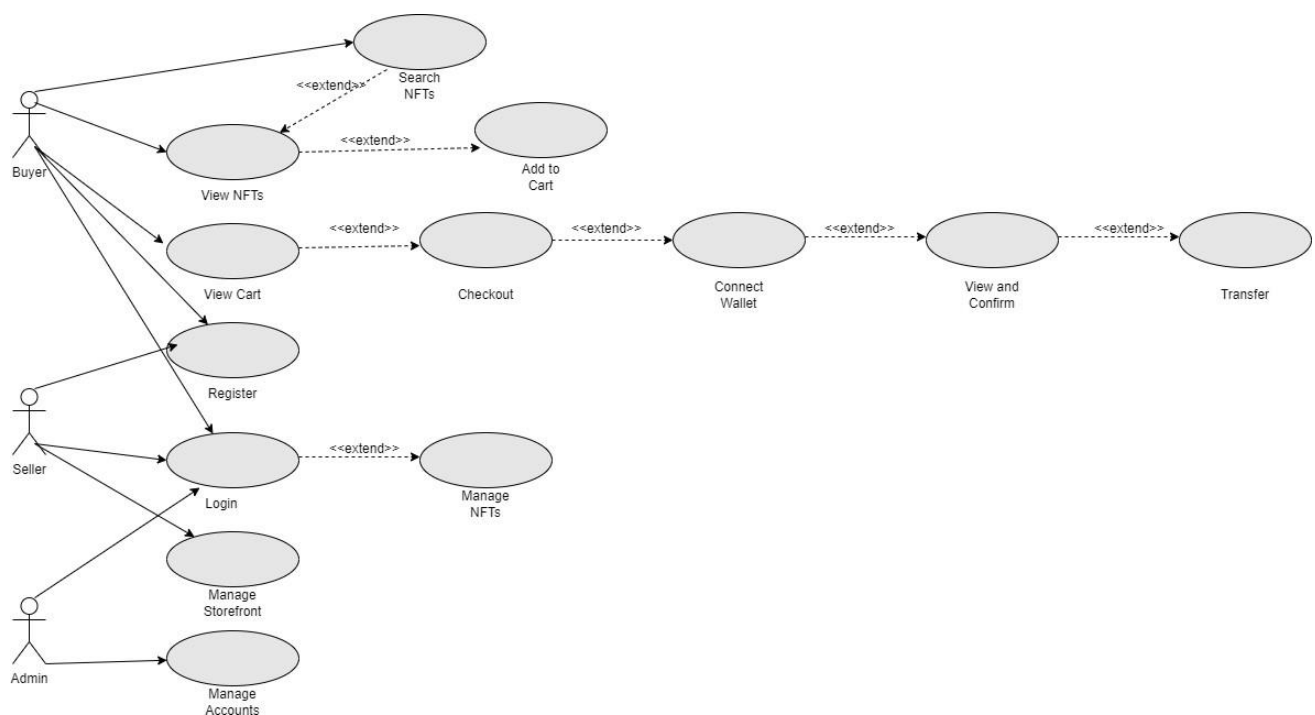 Search
NFTs
<<extend>>
Buyer
View NFTs
<<extend>>
Add to
Cart
View Cart
<<extend>>
Checkout
<<extend>>
Connect
Wallet
<<extend>>
View and
Confirm
<<extend>>
Transfer
Register
Seller
Login
<<extend>>
Manage
NFTs
Manage
Storefront
Admin
Manage
Accounts